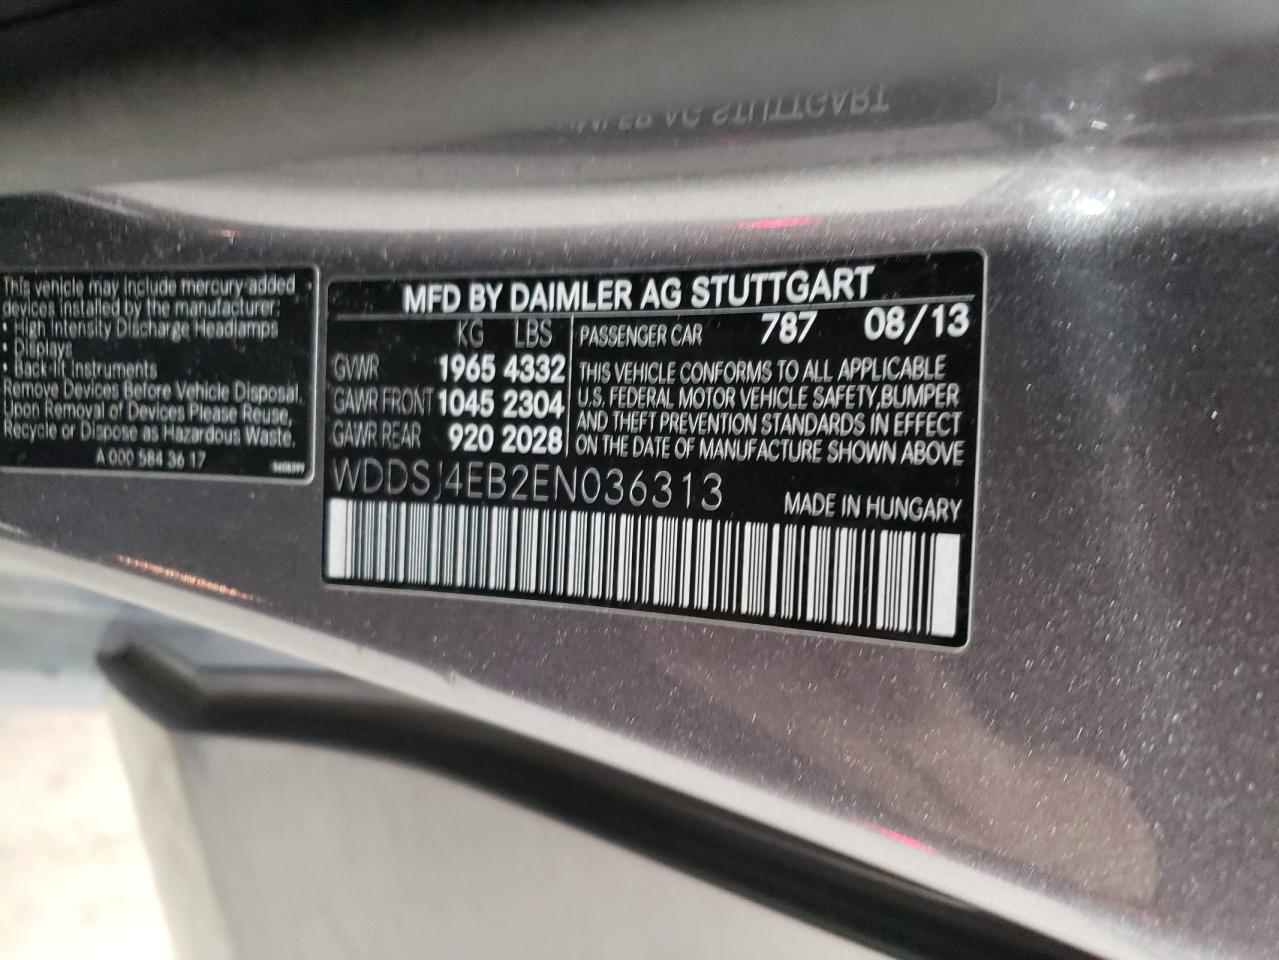 This vehicle may include mercury-added
devices installed by the manufacturer:
• High Intensity Discharge Headlamps
• Displays
• Back-lit Instruments
Remove Devices Before Vehicle Disposal.
Upon Removal of Devices Please Reuse,
Recycle or Dispose as Hazardous Waste.
A 000 584 36 17
MFD BY DAIMLER AG STUTTGART
KG LBS
GVWR 1965 4332
GAWR FRONT 1045 2304
GAWR REAR 920 2028
PASSENGER CAR 787 08/13
THIS VEHICLE CONFORMS TO ALL APPLICABLE
U.S. FEDERAL MOTOR VEHICLE SAFETY,BUMPER
AND THEFT PREVENTION STANDARDS IN EFFECT
ON THE DATE OF MANUFACTURE SHOWN ABOVE
WDDSJ4EB2EN036313
MADE IN HUNGARY